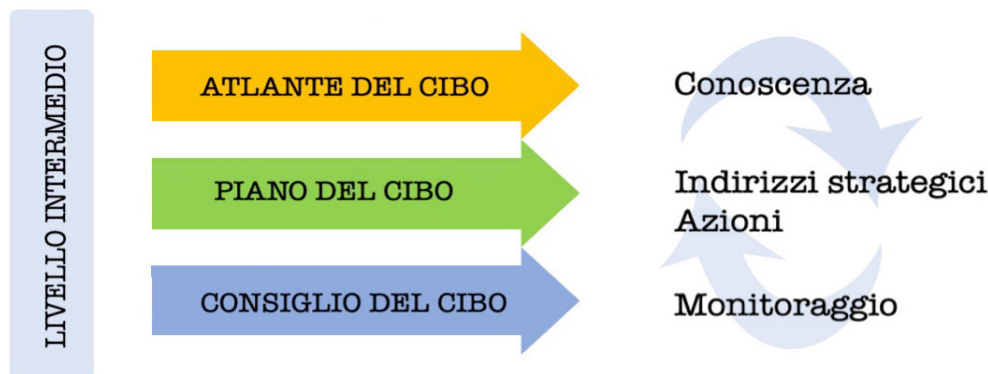 LIVELLO INTERMEDIO
ATLANTE DEL CIBO
Conoscenza
PIANO DEL CIBO
Indirizzi strategici
Azioni
CONSIGLIO DEL CIBO
Monitoraggio